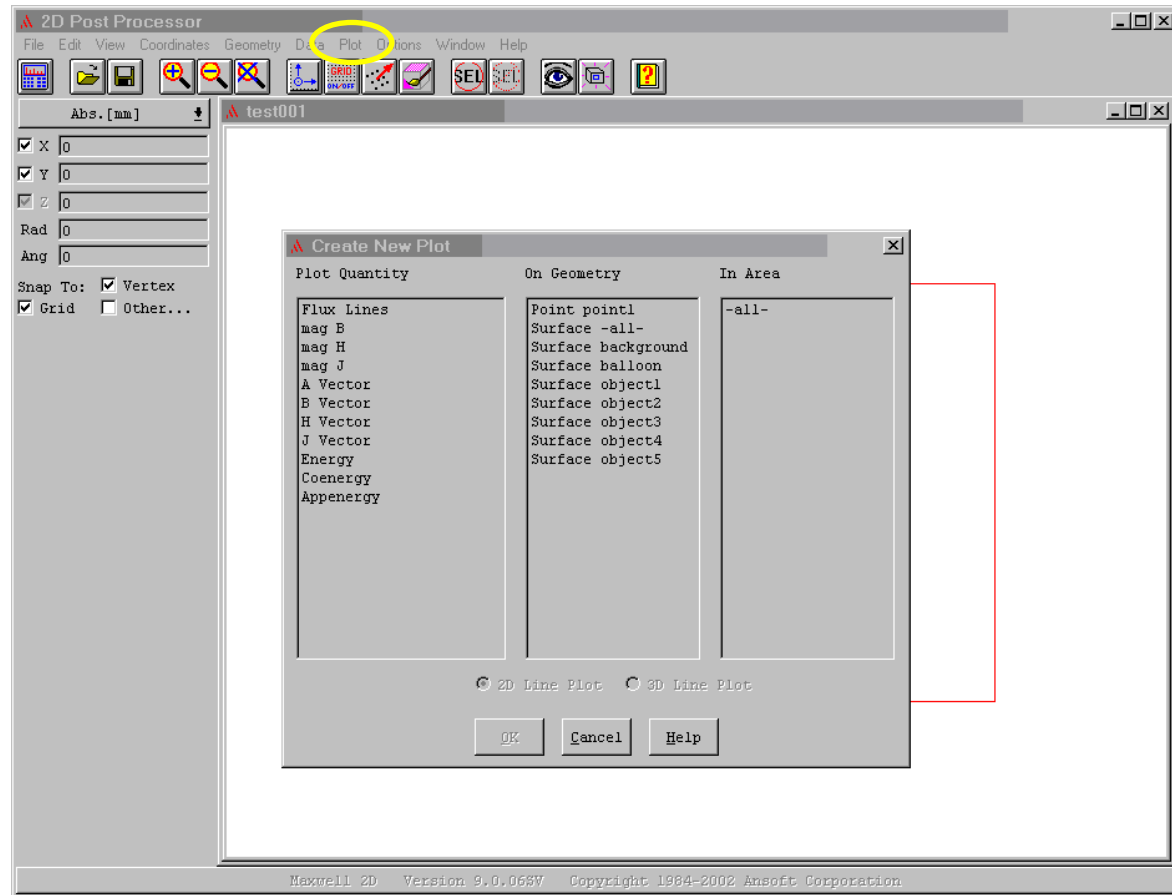 2D Post Processor
File Edit View Coordinates Geometry Data Plot Options Window Help
GRID
ON/OFF
SEL
SEL
Abs.[mm]
test001
X 0
Y 0
Z 0
Rad 0
Ang 0
Snap To: Vertex
Grid Other...
Create New Plot
Plot Quantity On Geometry In Area
Flux Lines Point point1 -all-
mag B Surface -all-
mag H Surface background
mag J Surface balloon
A Vector Surface object1
B Vector Surface object2
H Vector Surface object3
J Vector Surface object4
Energy Surface object5
Coenergy
Appenergy
2D Line Plot 3D Line Plot
OK Cancel Help
Maxwell 2D Version 9.0.06SV Copyright 1984-2002 Ansoft Corporation